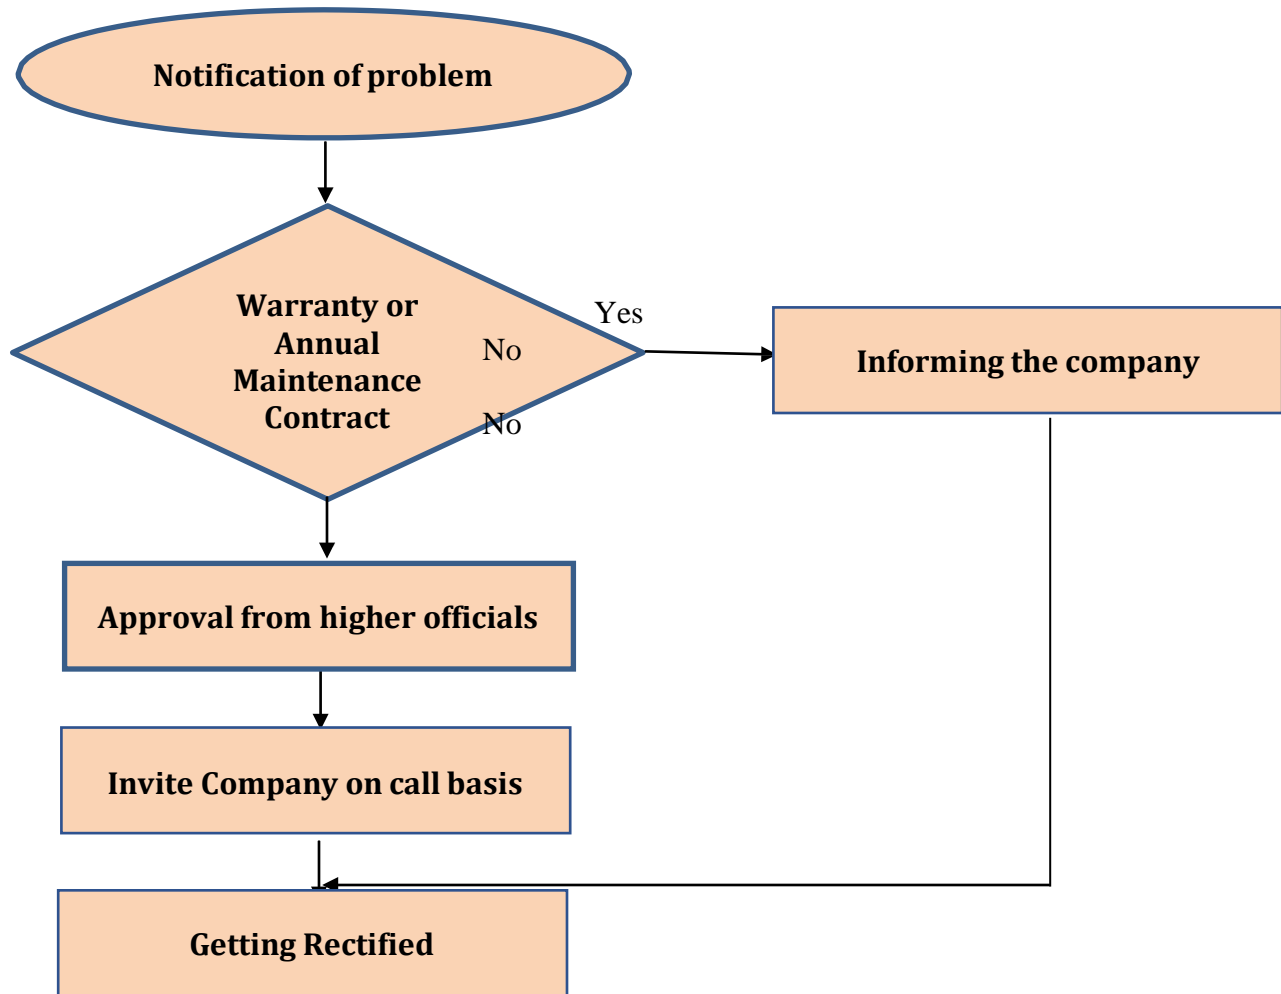 Notification of problem
Warranty or
Annual
Maintenance
Contract
Yes
No
No
Informing the company
Approval from higher officials
Invite Company on call basis
Getting Rectified